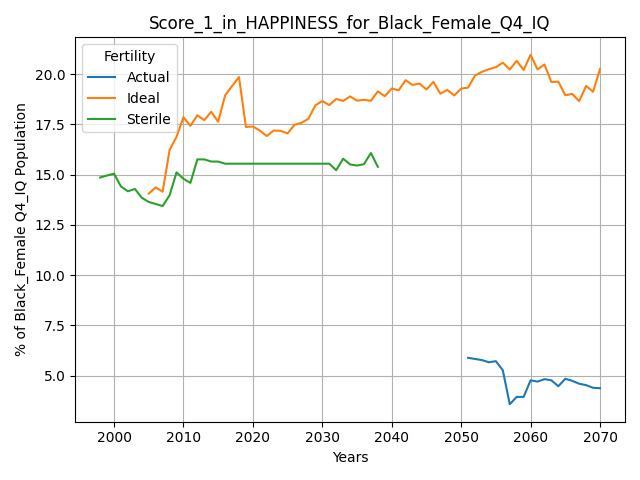 Score_1_in_HAPPINESS_for_Black_Female_Q4_IQ
Fertility
Actual
Ideal
Sterile
% of Black_Female Q4_IQ Population
20.0
17.5
15.0
12.5
10.0
7.5
5.0
2000 2010 2020 2030 2040 2050 2060 2070
Years